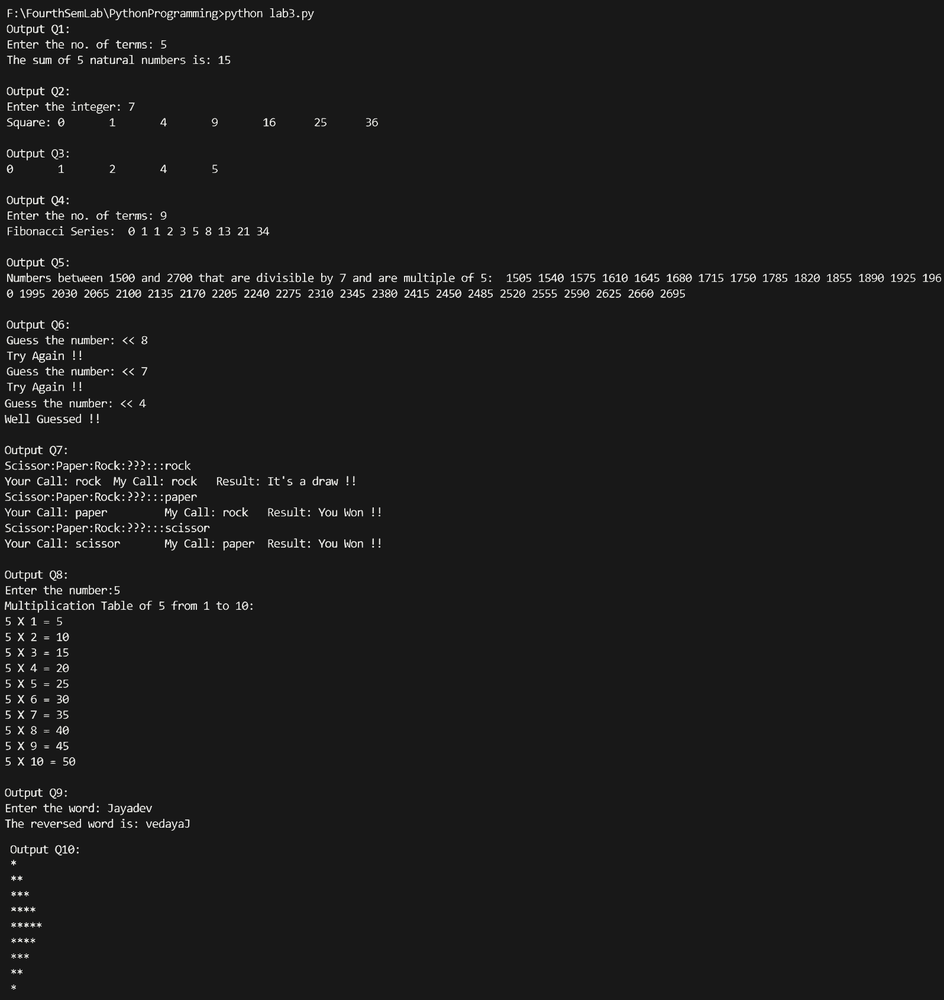 F:\FourthSemLab\PythonProgramming>python lab3.py
Output Q1:
Enter the no. of terms: 5
The sum of 5 natural numbers is: 15
Output Q2:
Enter the integer: 7
Square: 0 1 4 9 16 25 36
Output Q3:
0 1 2 4 5
Output Q4:
Enter the no. of terms: 9
Fibonacci Series:  0 1 1 2 3 5 8 13 21 34
Output Q5:
Numbers between 1500 and 2700 that are divisible by 7 and are multiple of 5:  1505 1540 1575 1610 1645 1680 1715 1750 1785 1820 1855 1890 1925 196
0 1995 2030 2065 2100 2135 2170 2205 2240 2275 2310 2345 2380 2415 2450 2485 2520 2555 2590 2625 2660 2695
Output Q6:
Guess the number: << 8
Try Again !!
Guess the number: << 7
Try Again !!
Guess the number: << 4
Well Guessed !!
Output Q7:
Scissor:Paper:Rock:???:::rock
Your Call: rock  My Call: rock   Result: It's a draw !!
Scissor:Paper:Rock:???:::paper
Your Call: paper         My Call: rock   Result: You Won !!
Scissor:Paper:Rock:???:::scissor
Your Call: scissor       My Call: paper  Result: You Won !!
Output Q8:
Enter the number:5
Multiplication Table of 5 from 1 to 10:
5 X 1 = 5
5 X 2 = 10
5 X 3 = 15
5 X 4 = 20
5 X 5 = 25
5 X 6 = 30
5 X 7 = 35
5 X 8 = 40
5 X 9 = 45
5 X 10 = 50
Output Q9:
Enter the word: Jayadev
The reversed word is: vedayaJ
Output Q10:
*
**
***
****
*****
****
***
**
*